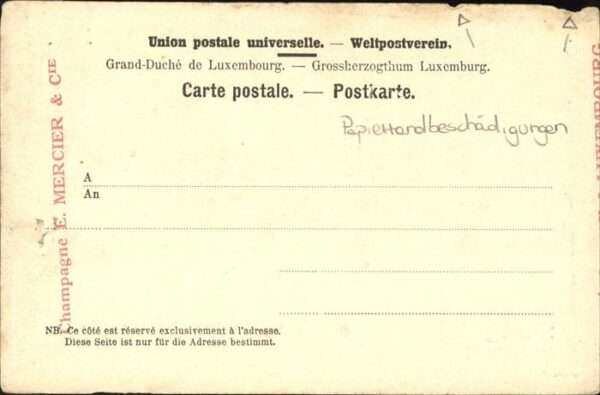 Union postale universelle. — Weltpostverein.
Grand-Duché de Luxembourg. — Grossherzogthum Luxemburg.
Carte postale. — Postkarte.
Papierrandbeschädigungen
A
An
NB. Ce côté est réservé exclusivement à l'adresse.
Diese Seite ist nur für die Adresse bestimmt.
Champagne E. MERCIER & CIE
LUXEMBOURG